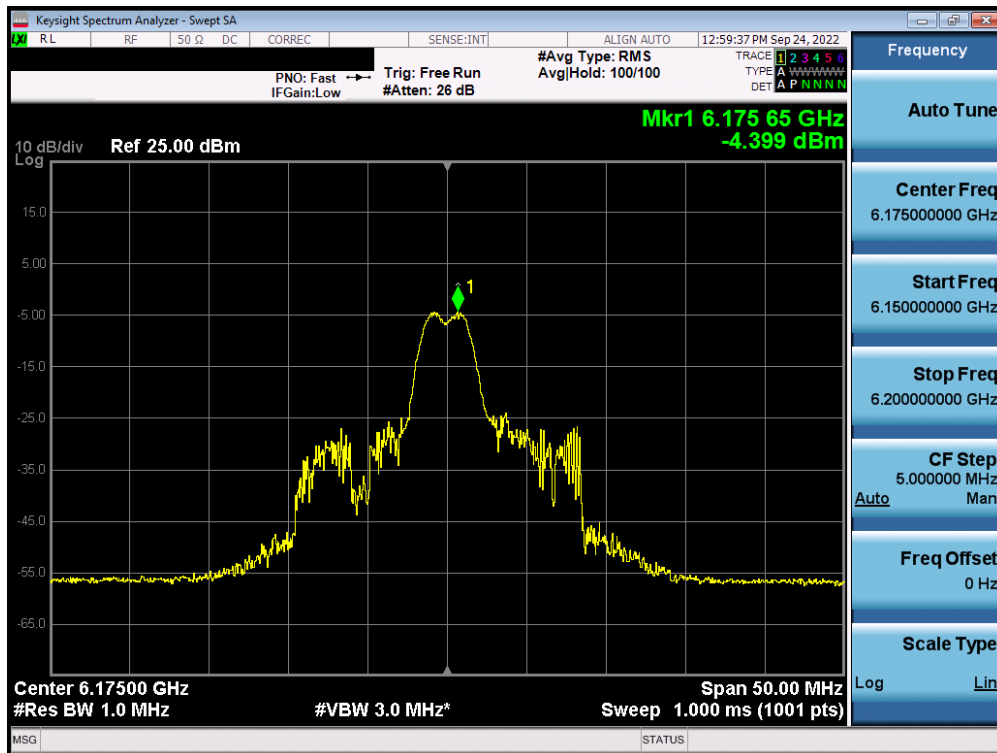 Keysight Spectrum Analyzer - Swept SA
LXI RL RF 50 Ω DC CORREC SENSE:INT ALIGN AUTO 12:59:37 PM Sep 24, 2022
PNO: Fast Trig: Free Run #Avg Type: RMS TRACE 1 2 3 4 5 6
IFGain:Low #Atten: 26 dB Avg|Hold: 100/100 TYPE A WWWWW
DET A P N N N N
Mkr1 6.175 65 GHz
-4.399 dBm
10 dB/div Ref 25.00 dBm
Log
15.0
5.00
1
-5.00
-15.0
-25.0
-35.0
-45.0
-55.0
-65.0
Center 6.17500 GHz Span 50.00 MHz
#Res BW 1.0 MHz #VBW 3.0 MHz* Sweep 1.000 ms (1001 pts)
MSG STATUS
Frequency
Auto Tune
Center Freq
6.175000000 GHz
Start Freq
6.150000000 GHz
Stop Freq
6.200000000 GHz
CF Step
5.000000 MHz
Auto Man
Freq Offset
0 Hz
Scale Type
Log Lin